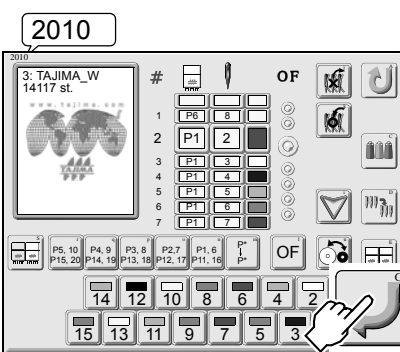 2010
2010
3: TAJIMA_W
14117 st.
www.tajima.com
TAJIMA
# OF
1 P6 8
2 P1 2
3 P1 3
4 P1 4
5 P1 5
6 P1 6
7 P1 7
P5, 10 P4, 9 P3, 8 P2,7 P1, 6 P*
P15, 20 P14, 19 P13, 18 P12, 17 P11, 16 P*
OF
14 12 10 8 6 4 2
15 13 11 9 7 5 3